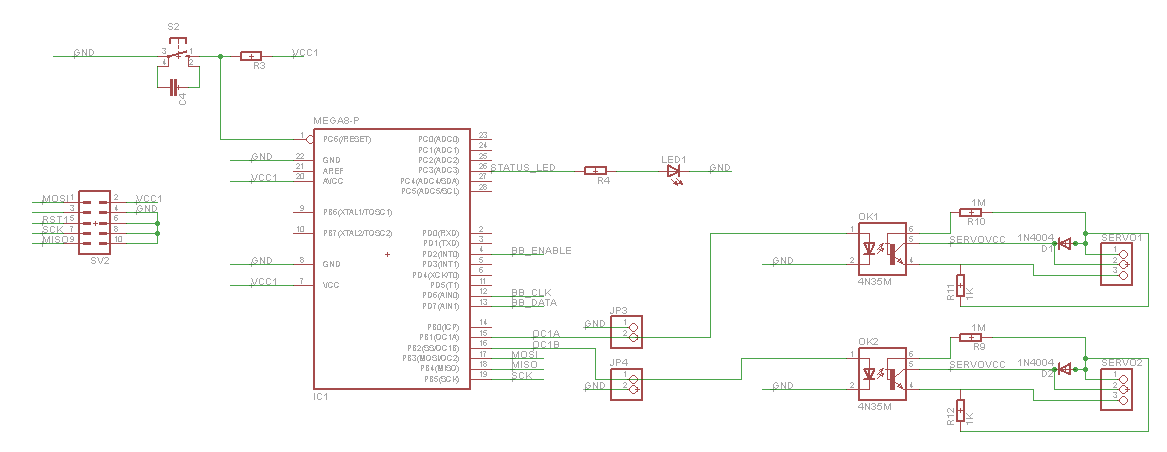 S2
GND
3
1
4
2
VCC1
R3
C4
MEGA8-P
1
PC6(/RESET)
PC0(ADC0)
23
PC1(ADC1)
24
22
GND
PC2(ADC2)
25
21
AREF
PC3(ADC3)
26
STATUS_LED
R4
LED1
GND
20
AVCC
PC4(ADC4/SDA)
27
PC5(ADC5/SCL)
28
GND
VCC1
9
PB6(XTAL1/TOSC1)
10
PB7(XTAL2/TOSC2)
PD0(RXD)
2
PD1(TXD)
3
PD2(INT0)
4
BB_ENABLE
8
GND
PD3(INT1)
5
PD4(XCK/T0)
6
7
VCC
PD5(T1)
11
PD6(AIN0)
12
BB_CLK
PD7(AIN1)
13
BB_DATA
GND
VCC1
PB0(ICP)
14
PB1(OC1A)
15
OC1A
PB2(SS/OC1B)
16
OC1B
PB3(MOSI/OC2)
17
MOSI
PB4(MISO)
18
MISO
PB5(SCK)
19
SCK
IC1
MOSI
1
2
VCC1
3
4
GND
RST1
5
6
SCK
7
8
MISO
9
10
SV2
JP3
GND
1
2
JP4
1
GND
2
OK1
1
2
6
5
4
GND
4N35M
1M
R10
SERVOVCC
1N4004
D1
SERVO1
1
2
3
R11
1K
OK2
1
2
6
5
4
GND
4N35M
1M
R9
SERVOVCC
1N4004
D2
SERVO2
1
2
3
R12
1K